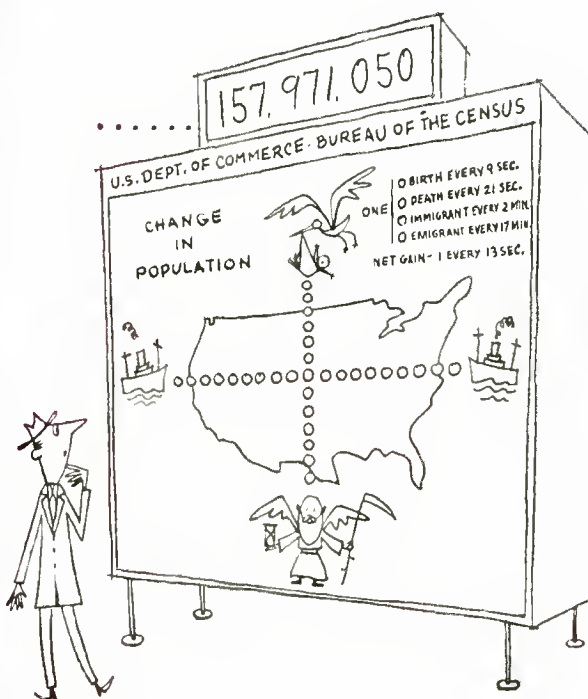 157,971,050
U.S. DEPT. OF COMMERCE · BUREAU OF THE CENSUS
CHANGE
IN
POPULATION
ONE
BIRTH EVERY 9 SEC.
DEATH EVERY 21 SEC.
IMMIGRANT EVERY 2 MIN.
EMIGRANT EVERY 17 MIN.
NET GAIN - 1 EVERY 13 SEC.